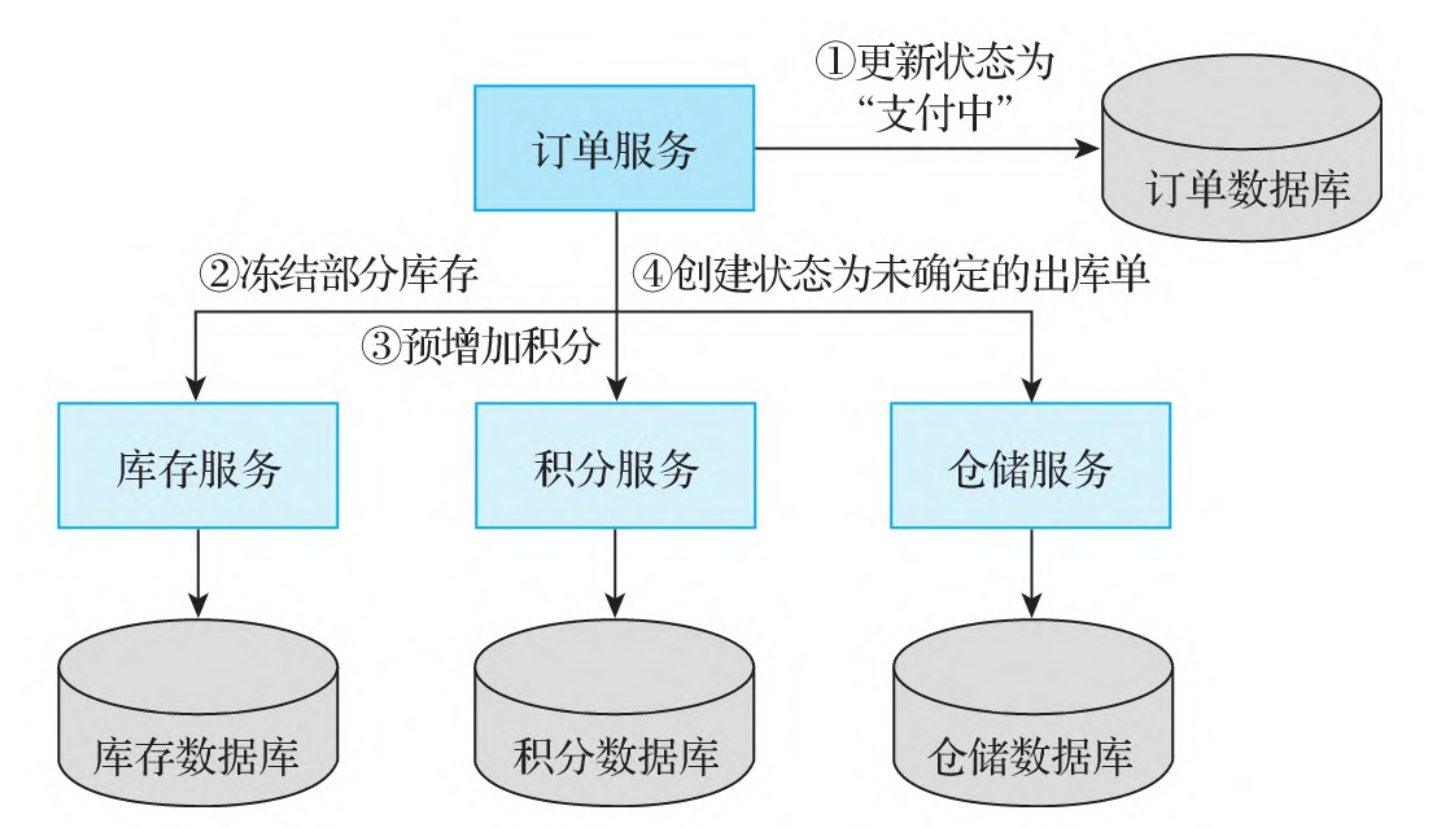 ①更新状态为
“支付中”
订单服务
订单数据库
②冻结部分库存
④创建状态为未确定的出库单
③预增加积分
库存服务
积分服务
仓储服务
库存数据库
积分数据库
仓储数据库